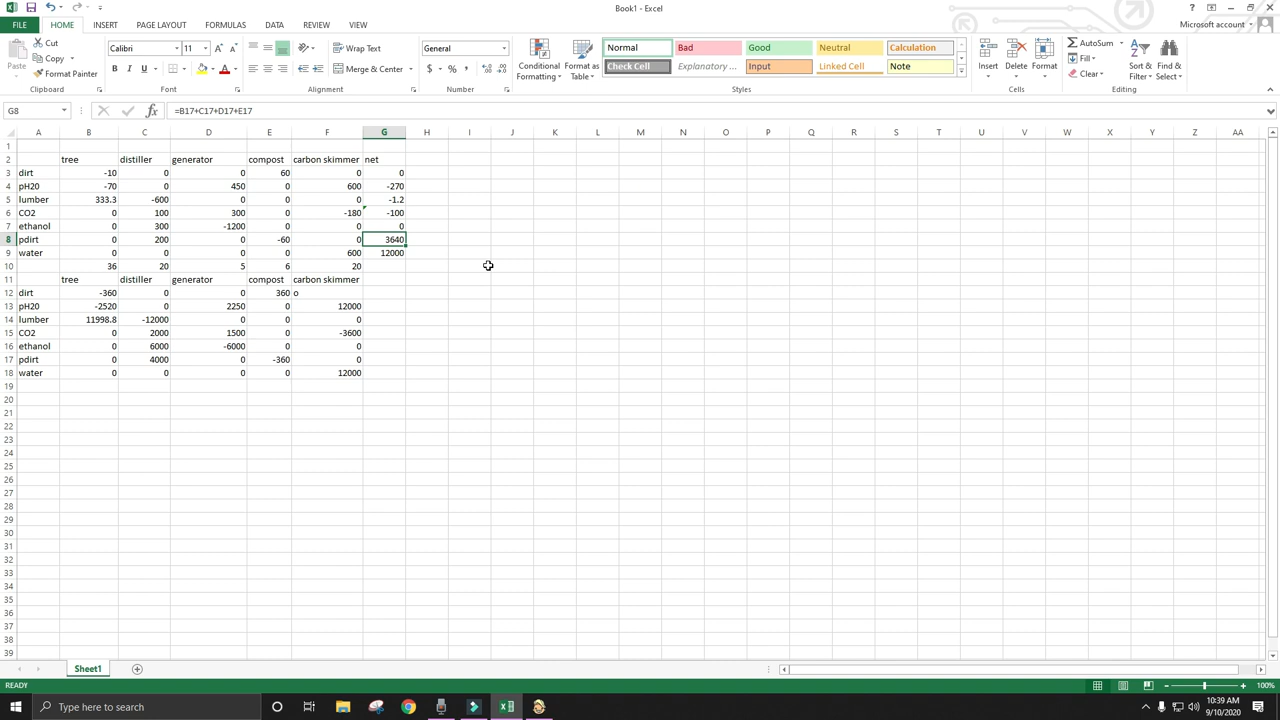 Book1 - Excel
FILE HOME INSERT PAGE LAYOUT FORMULAS DATA REVIEW VIEW Microsoft account
Cut
Copy
Paste
Format Painter
Clipboard
Calibri 11
Font
Wrap Text
Merge & Center
Alignment
General
Number
Conditional Formatting
Format as Table
Normal Bad Good Neutral Calculation
Check Cell Explanatory ... Input Linked Cell Note
Styles
Insert Delete Format
Cells
AutoSum
Fill
Clear
Sort & Filter
Find & Select
Editing
G8 =B17+C17+D17+E17
A B C D E F G H I J K L M N O P Q R S T U V W X Y Z AA
1
2 tree distiller generator compost carbon skimmer net
3 dirt -10 0 0 60 0 0
4 pH20 -70 0 450 0 600 -270
5 lumber 333.3 -600 0 0 0 -1.2
6 CO2 0 100 300 0 -180 -100
7 ethanol 0 300 -1200 0 0 0
8 pdirt 0 200 0 -60 0 3640
9 water 0 0 0 0 600 12000
10 36 20 5 6 20
11 tree distiller generator compost carbon skimmer
12 dirt -360 0 0 360 o
13 pH20 -2520 0 2250 0 12000
14 lumber 11998.8 -12000 0 0 0
15 CO2 0 2000 1500 0 -3600
16 ethanol 0 6000 -6000 0 0
17 pdirt 0 4000 0 -360 0
18 water 0 0 0 0 12000
19
20
21
22
23
24
25
26
27
28
29
30
31
32
33
34
35
36
37
38
39
Sheet1
READY 100%
Type here to search
10:39 AM
9/10/2020